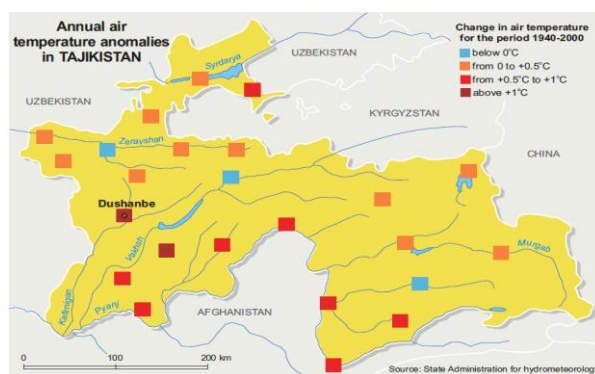 Annual air
temperature anomalies
in TAJIKISTAN
Change in air temperature
for the period 1940-2000
below 0°C
from 0 to +0.5°C
from +0.5°C to +1°C
above +1°C
UZBEKISTAN
Syrdarya
UZBEKISTAN
KYRGYZSTAN
Zeravshan
CHINA
Dushanbe
Vakhsh
Murgab
Kafirnigan
Pyanj
AFGHANISTAN
0 100 200 km
Source: State Administration for hydrometeorolog